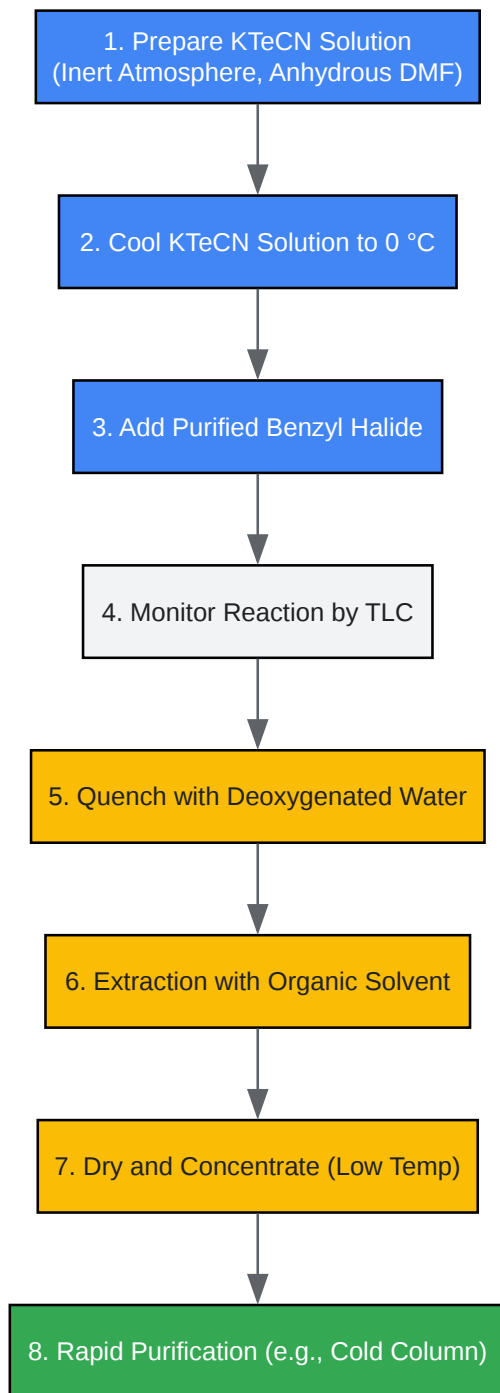 1. Prepare KTeCN Solution
(Inert Atmosphere, Anhydrous DMF)
2. Cool KTeCN Solution to 0 °C
3. Add Purified Benzyl Halide
4. Monitor Reaction by TLC
5. Quench with Deoxygenated Water
6. Extraction with Organic Solvent
7. Dry and Concentrate (Low Temp)
8. Rapid Purification (e.g., Cold Column)